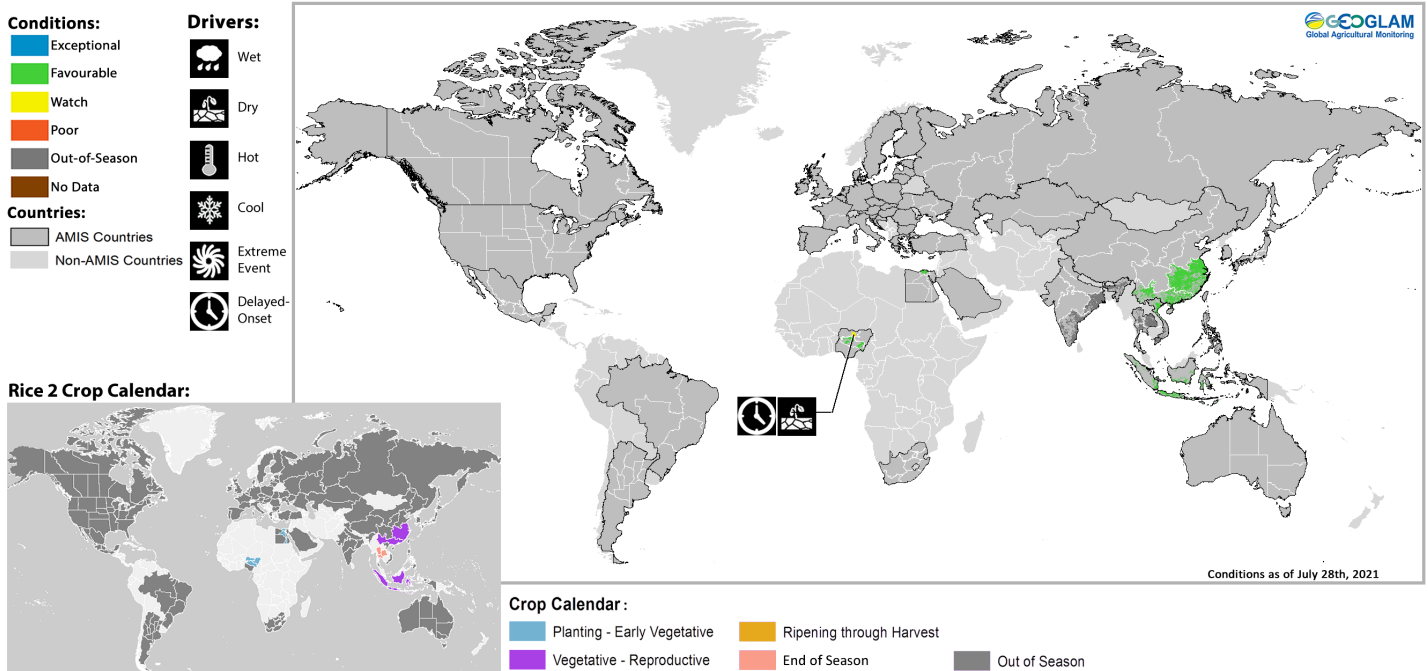 Conditions:
Exceptional
Favourable
Watch
Poor
Out-of-Season
No Data
Countries:
AMIS Countries
Non-AMIS Countries
Drivers:
Wet
Dry
Hot
Cool
Extreme
Event
Delayed-
Onset
GEOGLAM
Global Agricultural Monitoring
Rice 2 Crop Calendar:
Conditions as of July 28th, 2021
Crop Calendar :
Planting - Early Vegetative
Ripening through Harvest
Vegetative - Reproductive
End of Season
Out of Season